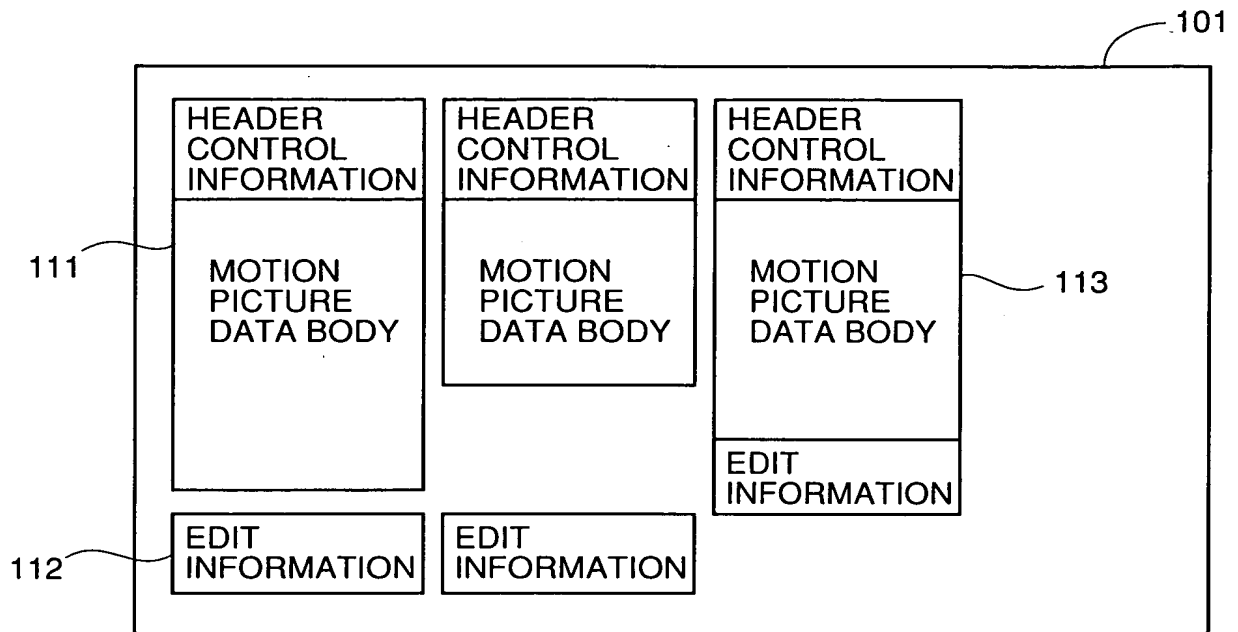 101
HEADER
CONTROL
INFORMATION
MOTION
PICTURE
DATA BODY
111
EDIT
INFORMATION
112
HEADER
CONTROL
INFORMATION
MOTION
PICTURE
DATA BODY
EDIT
INFORMATION
HEADER
CONTROL
INFORMATION
MOTION
PICTURE
DATA BODY
113
EDIT
INFORMATION